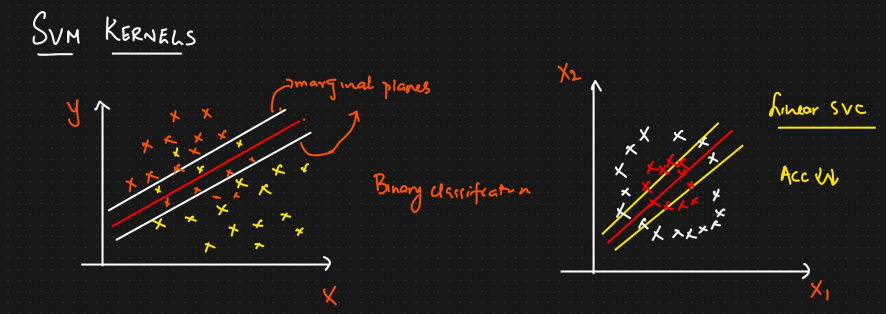 SVM KERNELS
marginal planes
Y
Binary classification
X
X2
Linear SVC
Acc ↓↓
X1